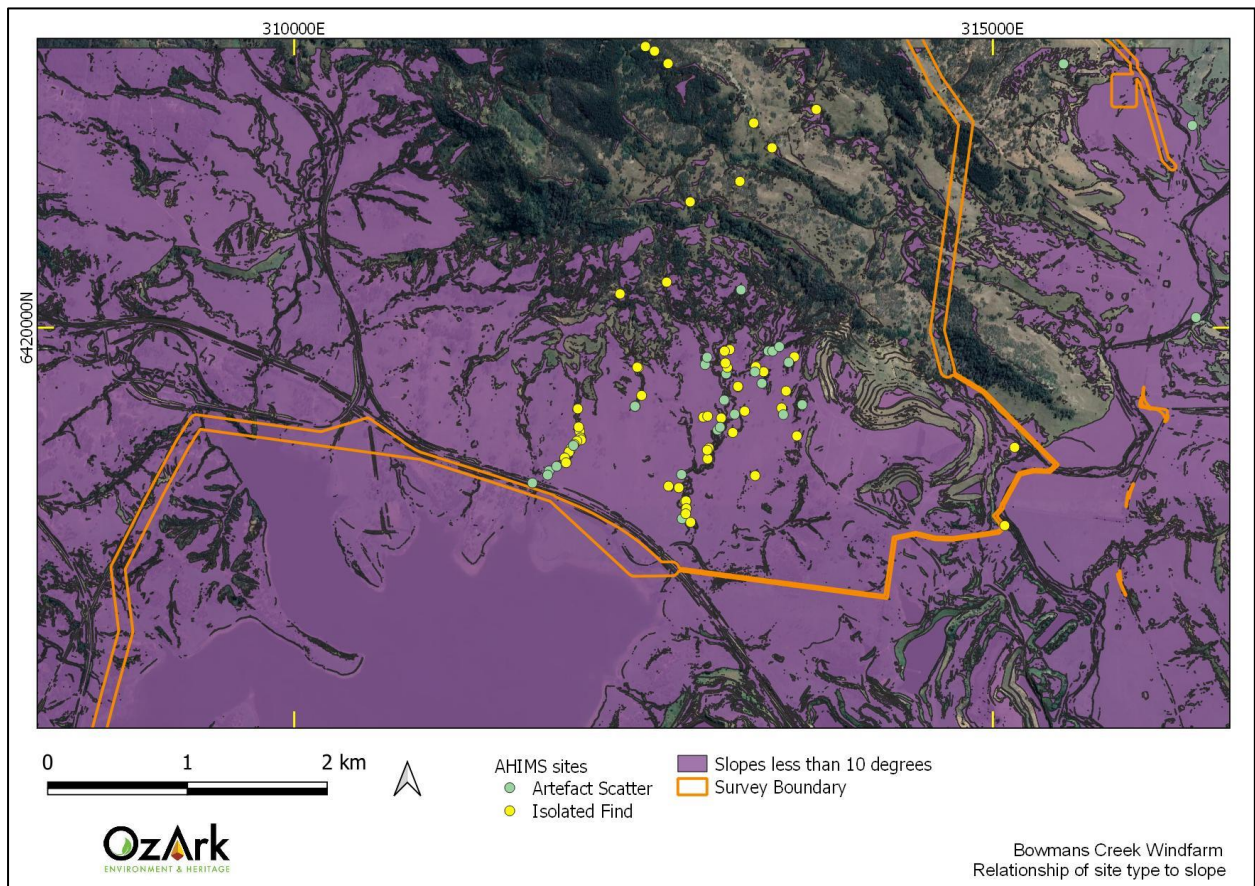 310000E
315000E
6420000N
0
1
2 km
AHIMS sites
Artefact Scatter
Isolated Find
Slopes less than 10 degrees
Survey Boundary
OzArk
ENVIRONMENT & HERITAGE
Bowmans Creek Windfarm
Relationship of site type to slope